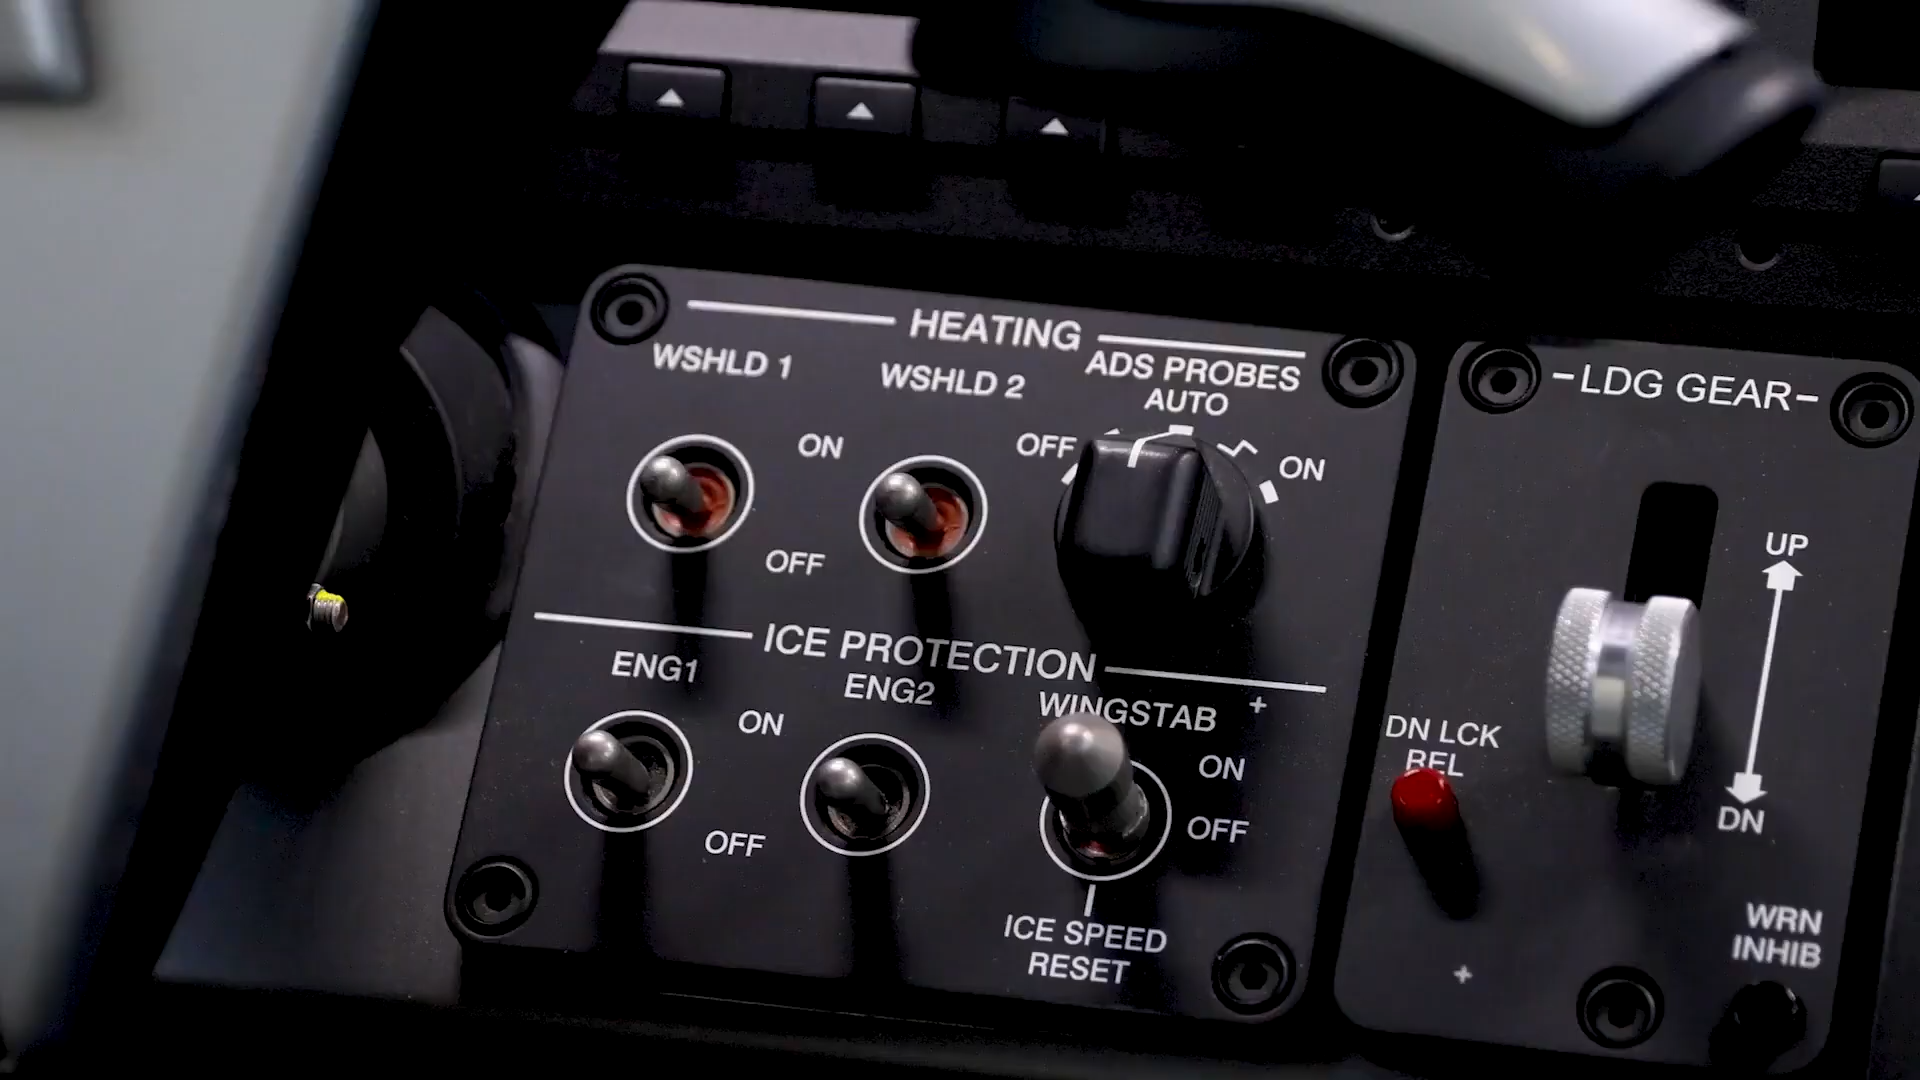 HEATING
WSHLD 1
WSHLD 2
ADS PROBES
AUTO
ON
OFF
ON
OFF
ICE PROTECTION
ENG1
ENG2
WINGSTAB
ON
ON
OFF
OFF
ICE SPEED
RESET
LDG GEAR
UP
DN LCK
REL
DN
WRN
INHIB